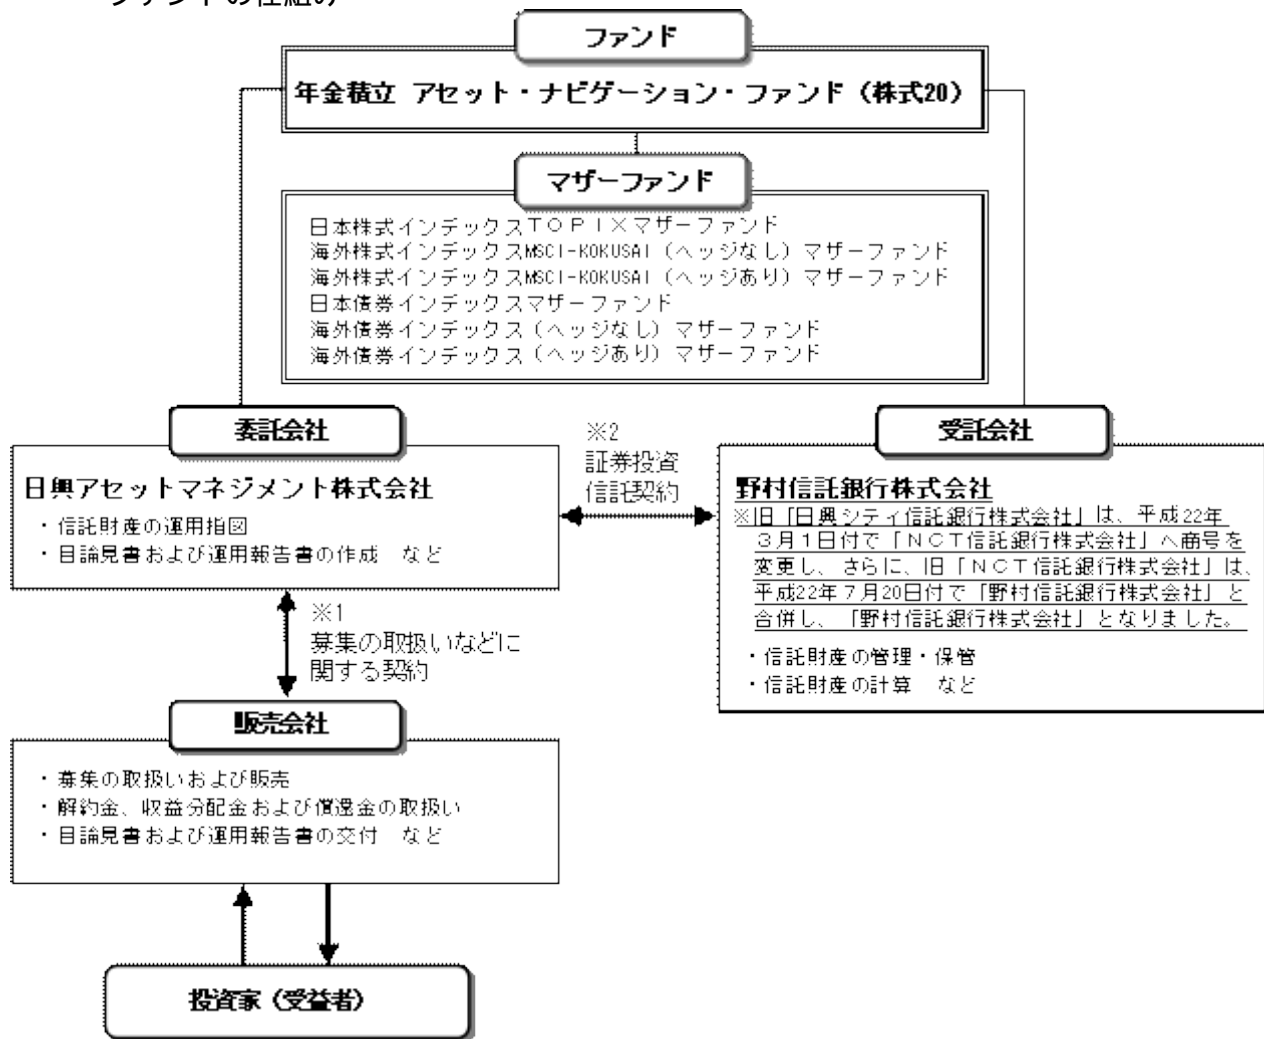 ファンドの仕組み
ファンド
年金積立 アセット・ナビゲーション・ファンド（株式20）
マザーファンド
日本株式インデックスTOPIXマザーファンド
海外株式インデックスMSCI-KOKUSAI（ヘッジなし）マザーファンド
海外株式インデックスMSCI-KOKUSAI（ヘッジあり）マザーファンド
日本債券インデックスマザーファンド
海外債券インデックス（ヘッジなし）マザーファンド
海外債券インデックス（ヘッジあり）マザーファンド
委託会社
日興アセットマネジメント株式会社
・信託財産の運用指図
・目論見書および運用報告書の作成　など
※2
証券投資
信託契約
受託会社
野村信託銀行株式会社
※旧「日興シティ信託銀行株式会社」は、平成22年
３月１日付で「ＮＣＴ信託銀行株式会社」へ商号を
変更し、さらに、旧「ＮＣＴ信託銀行株式会社」は、
平成22年７月20日付で「野村信託銀行株式会社」と
合併し、「野村信託銀行株式会社」となりました。
・信託財産の管理・保管
・信託財産の計算　など
※1
募集の取扱いなどに
関する契約
販売会社
・募集の取扱いおよび販売
・解約金、収益分配金および償還金の取扱い
・目論見書および運用報告書の交付　など
投資家（受益者）